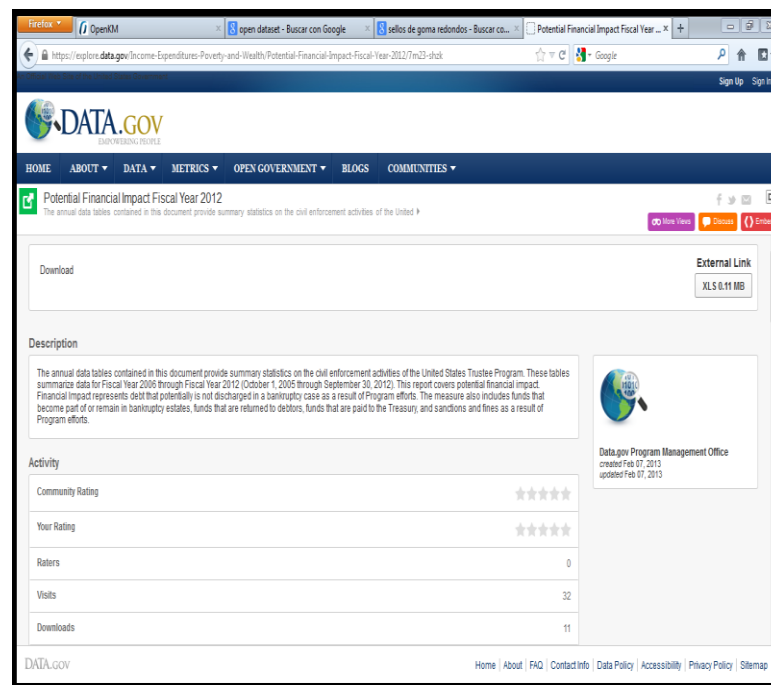 Firefox
OpenKM
open dataset - Buscar con Google
sellos de goma redondos - Buscar co...
Potential Financial Impact Fiscal Year ...
https://explore.data.gov/Income-Expenditures-Poverty-and-Wealth/Potential-Financial-Impact-Fiscal-Year-2012/7m23-shzk
Google
Sign Up Sign In
DATA.GOV
EMPOWERING PEOPLE
HOME ABOUT DATA METRICS OPEN GOVERNMENT BLOGS COMMUNITIES
Potential Financial Impact Fiscal Year 2012
The annual data tables contained in this document provide summary statistics on the civil enforcement activities of the United
More Views Discuss Embe
Download
External Link
XLS 0.11 MB
Description
The annual data tables contained in this document provide summary statistics on the civil enforcement activities of the United States Trustee Program. These tables
summarize data for Fiscal Year 2006 through Fiscal Year 2012 (October 1, 2005 through September 30, 2012). This report covers potential financial impact.
Financial Impact represents debt that potentially is not discharged in a bankruptcy case as a result of Program efforts. The measure also includes funds that
become part of or remain in bankruptcy estates, funds that are returned to debtors, funds that are paid to the Treasury, and sanctions and fines as a result of
Program efforts.
Data.gov Program Management Office
created Feb 07, 2013
updated Feb 07, 2013
Activity
Community Rating
Your Rating
Raters 0
Visits 32
Downloads 11
DATA.GOV
Home | About | FAQ | Contact Info | Data Policy | Accessibility | Privacy Policy | Sitemap